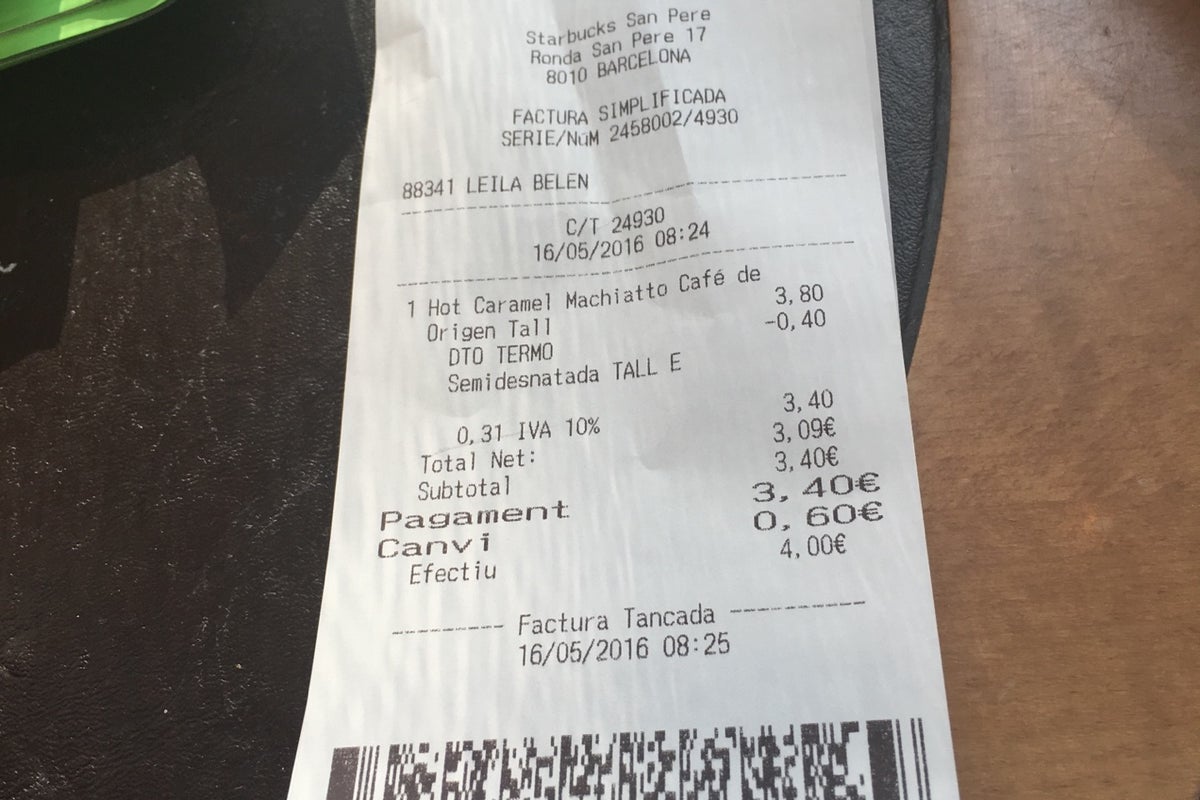 Starbucks San Pere
Ronda San Pere 17
8010 BARCELONA
FACTURA SIMPLIFICADA
SERIE/NúM 2458002/4930
88341 LEILA BELEN
C/T 24930
16/05/2016 08:24
1 Hot Caramel Machiatto Café de
Origen Tall 3,80
DTO TERMO -0,40
Semidesnatada TALL E
0,31 IVA 10% 3,40
Total Net: 3,09€
Subtotal 3,40€
Pagament 3,40€
Canvi 0,60€
Efectiu 4,00€
Factura Tancada
16/05/2016 08:25